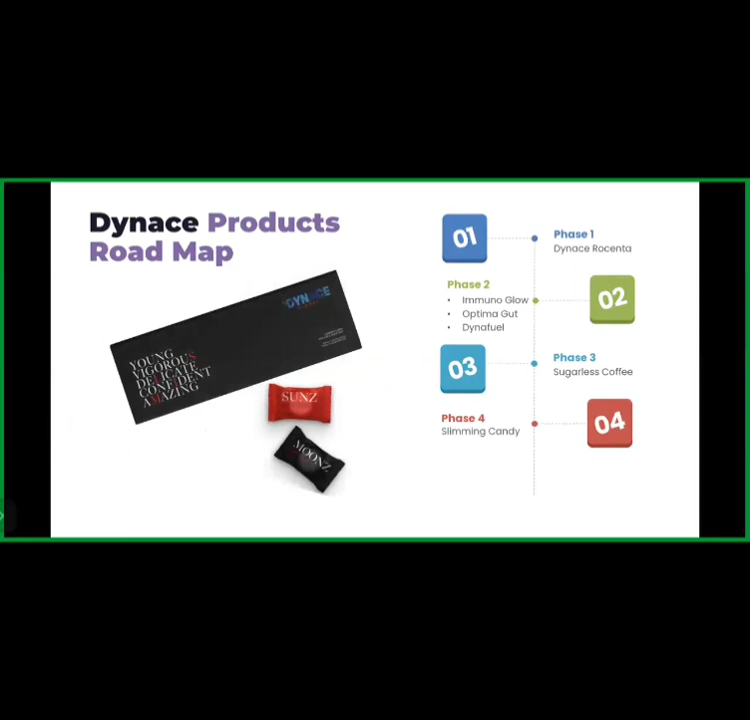 Dynace Products
Road Map
DYNACE
YOUNG
VIGOROUS
DELICATE
CONFIDENT
AMAZING
SUNZ
MOONZ
01
Phase 1
Dynace Rocenta
Phase 2
• Immuno Glow
• Optima Gut
• Dynafuel
02
03
Phase 3
Sugarless Coffee
Phase 4
Slimming Candy
04